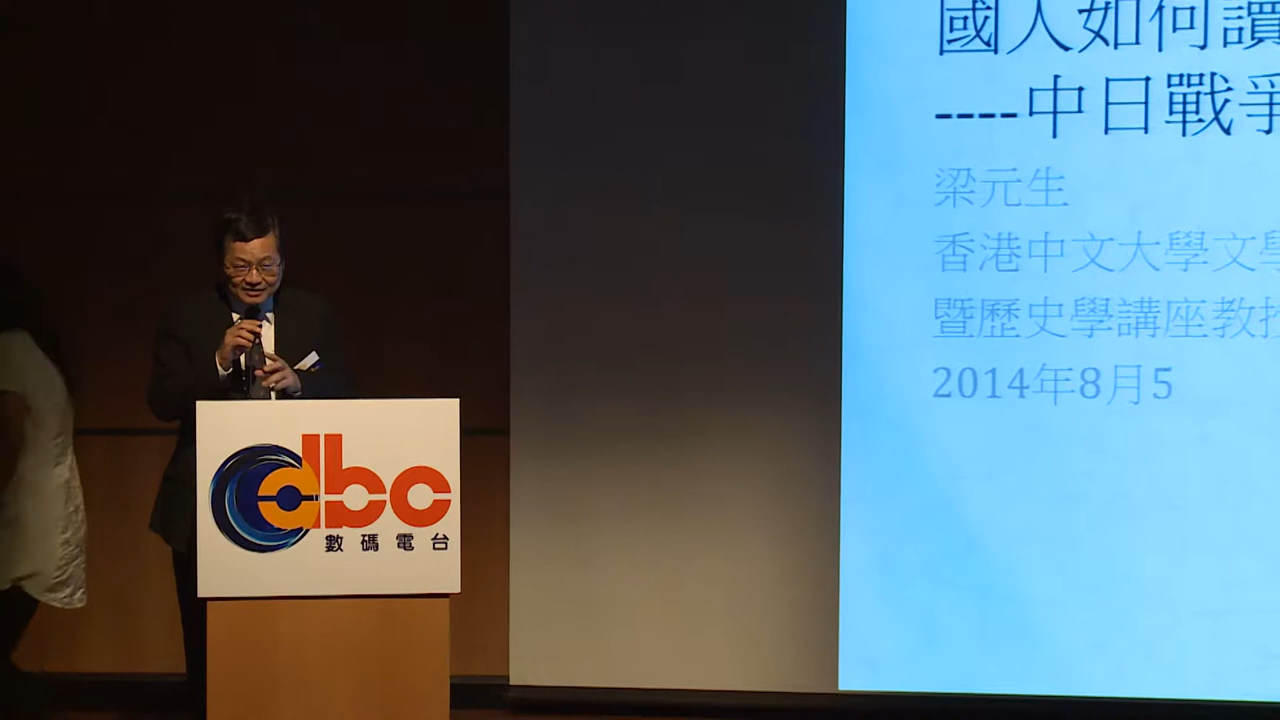 國人如何讀
----中日戰爭
梁元生
香港中文大學文學
暨歷史學講座教授
2014年8月5
dbc
數碼電台